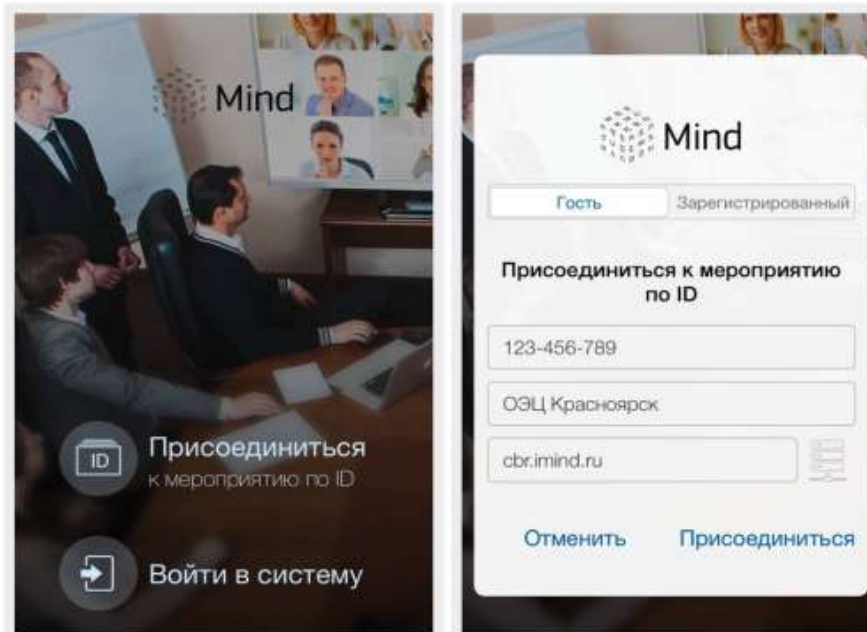 Mind
ID
Присоединиться
к мероприятию по ID
Войти в систему
Mind
Гость
Зарегистрированный
Присоединиться к мероприятию
по ID
123-456-789
ОЭЦ Красноярск
cbr.imind.ru
Отменить
Присоединиться